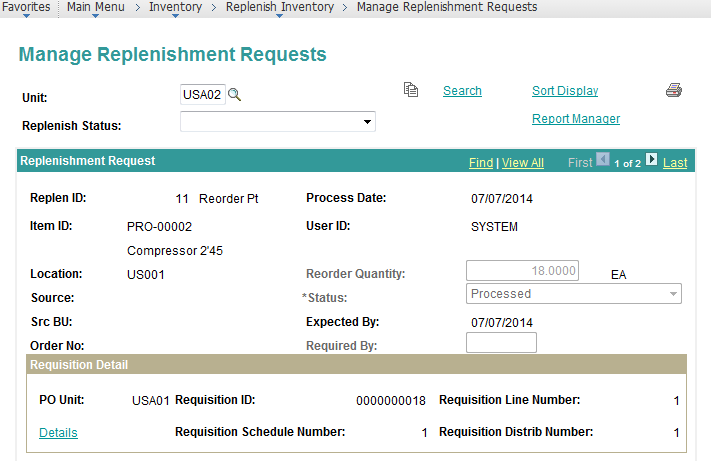 Favorites Main Menu > Inventory > Replenish Inventory > Manage Replenishment Requests
Manage Replenishment Requests
Unit: USA02 Search Sort Display
Replenish Status: Report Manager
Replenishment Request Find | View All First 1 of 2 Last
Replen ID: 11 Reorder Pt Process Date: 07/07/2014
Item ID: PRO-00002 User ID: SYSTEM
Compressor 2'45
Location: US001 Reorder Quantity: 18.0000 EA
Source: *Status: Processed
Src BU: Expected By: 07/07/2014
Order No: Required By:
Requisition Detail
PO Unit: USA01 Requisition ID: 0000000018 Requisition Line Number: 1
Details Requisition Schedule Number: 1 Requisition Distrib Number: 1